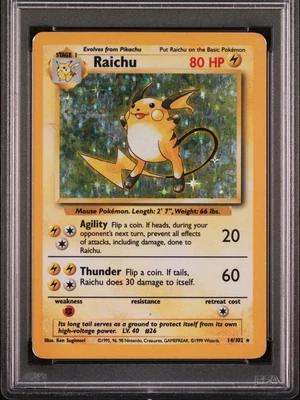 Evolves from Pikachu Put Raichu on the Basic Pokémon
STAGE 1
Raichu 80 HP
Mouse Pokémon. Length: 2' 7", Weight: 66 lbs.
Agility Flip a coin. If heads, during your
opponent's next turn, prevent all effects
of attacks, including damage, done to
Raichu.
20
Thunder Flip a coin. If tails,
Raichu does 30 damage to itself.
60
weakness resistance retreat cost
Its long tail serves as a ground to protect itself from its own
high-voltage power. LV. 40 #26
Illus. Ken Sugimori ©1995, 96, 98 Nintendo, Creatures, GAMEFREAK. ©1999 Wizards. 14/102 ★